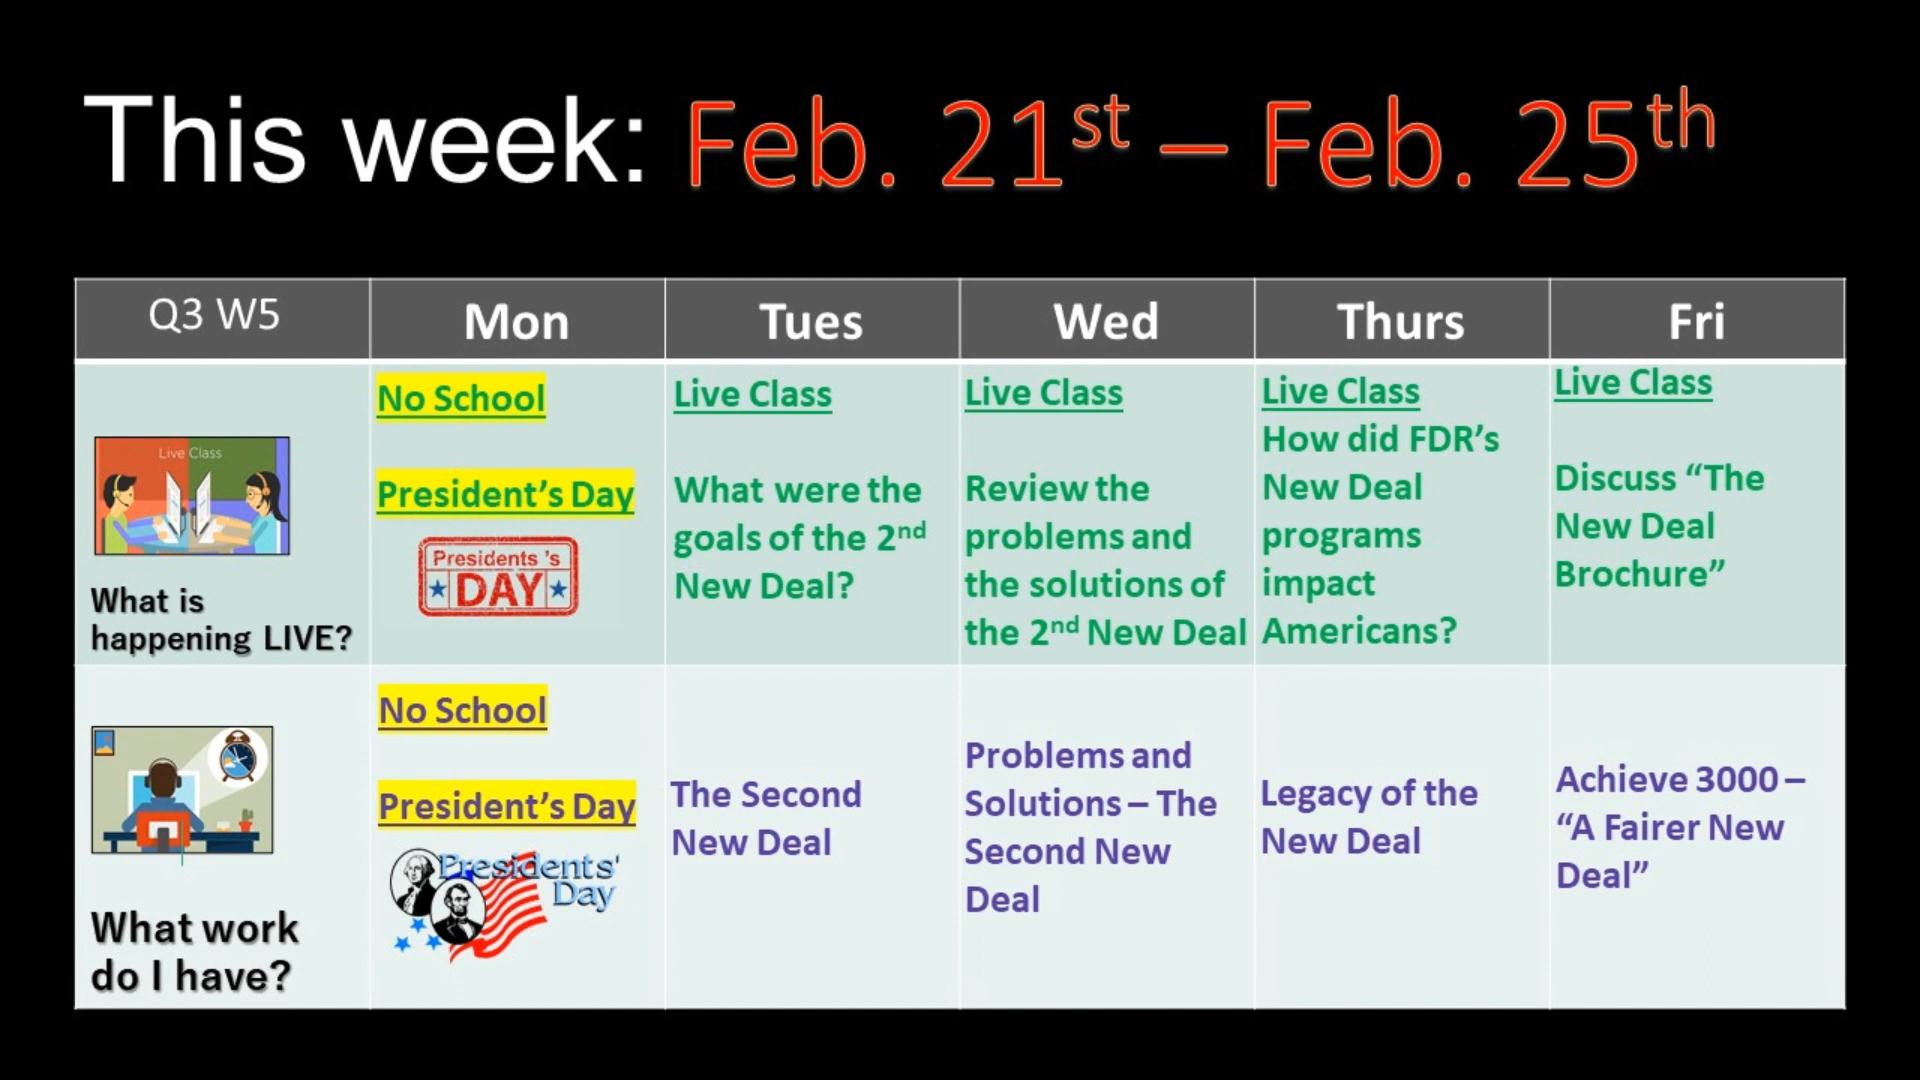 This week: Feb. 21st – Feb. 25th
Q3 W5
Mon
Tues
Wed
Thurs
Fri
Live Class
What is
happening LIVE?
No School
President’s Day
Presidents 's
DAY
Live Class
What were the
goals of the 2nd
New Deal?
Live Class
Review the
problems and
the solutions of
the 2nd New Deal
Live Class
How did FDR’s
New Deal
programs
impact
Americans?
Live Class
Discuss “The
New Deal
Brochure”
What work
do I have?
No School
President’s Day
Presidents'
Day
The Second
New Deal
Problems and
Solutions – The
Second New
Deal
Legacy of the
New Deal
Achieve 3000 –
“A Fairer New
Deal”